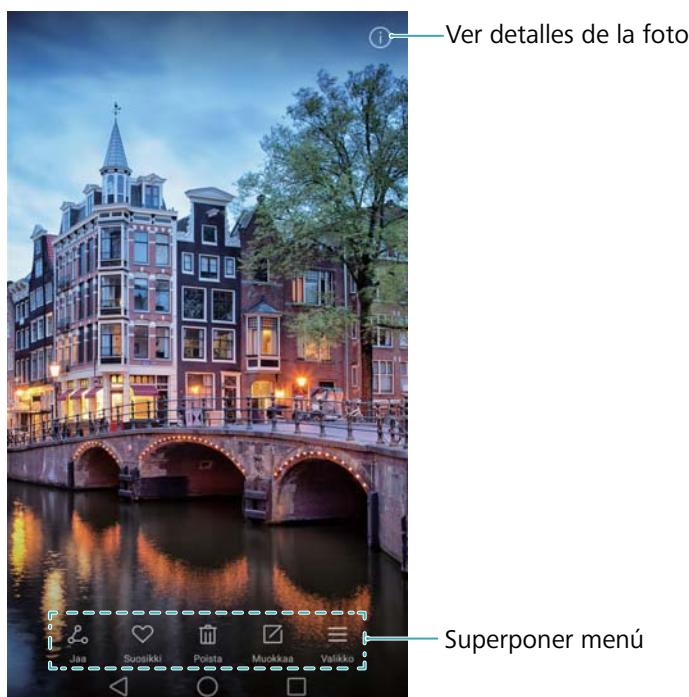 Ver detalles de la foto
Jaa Suosikki Poista Muokkaa Valikko
Superponer menú